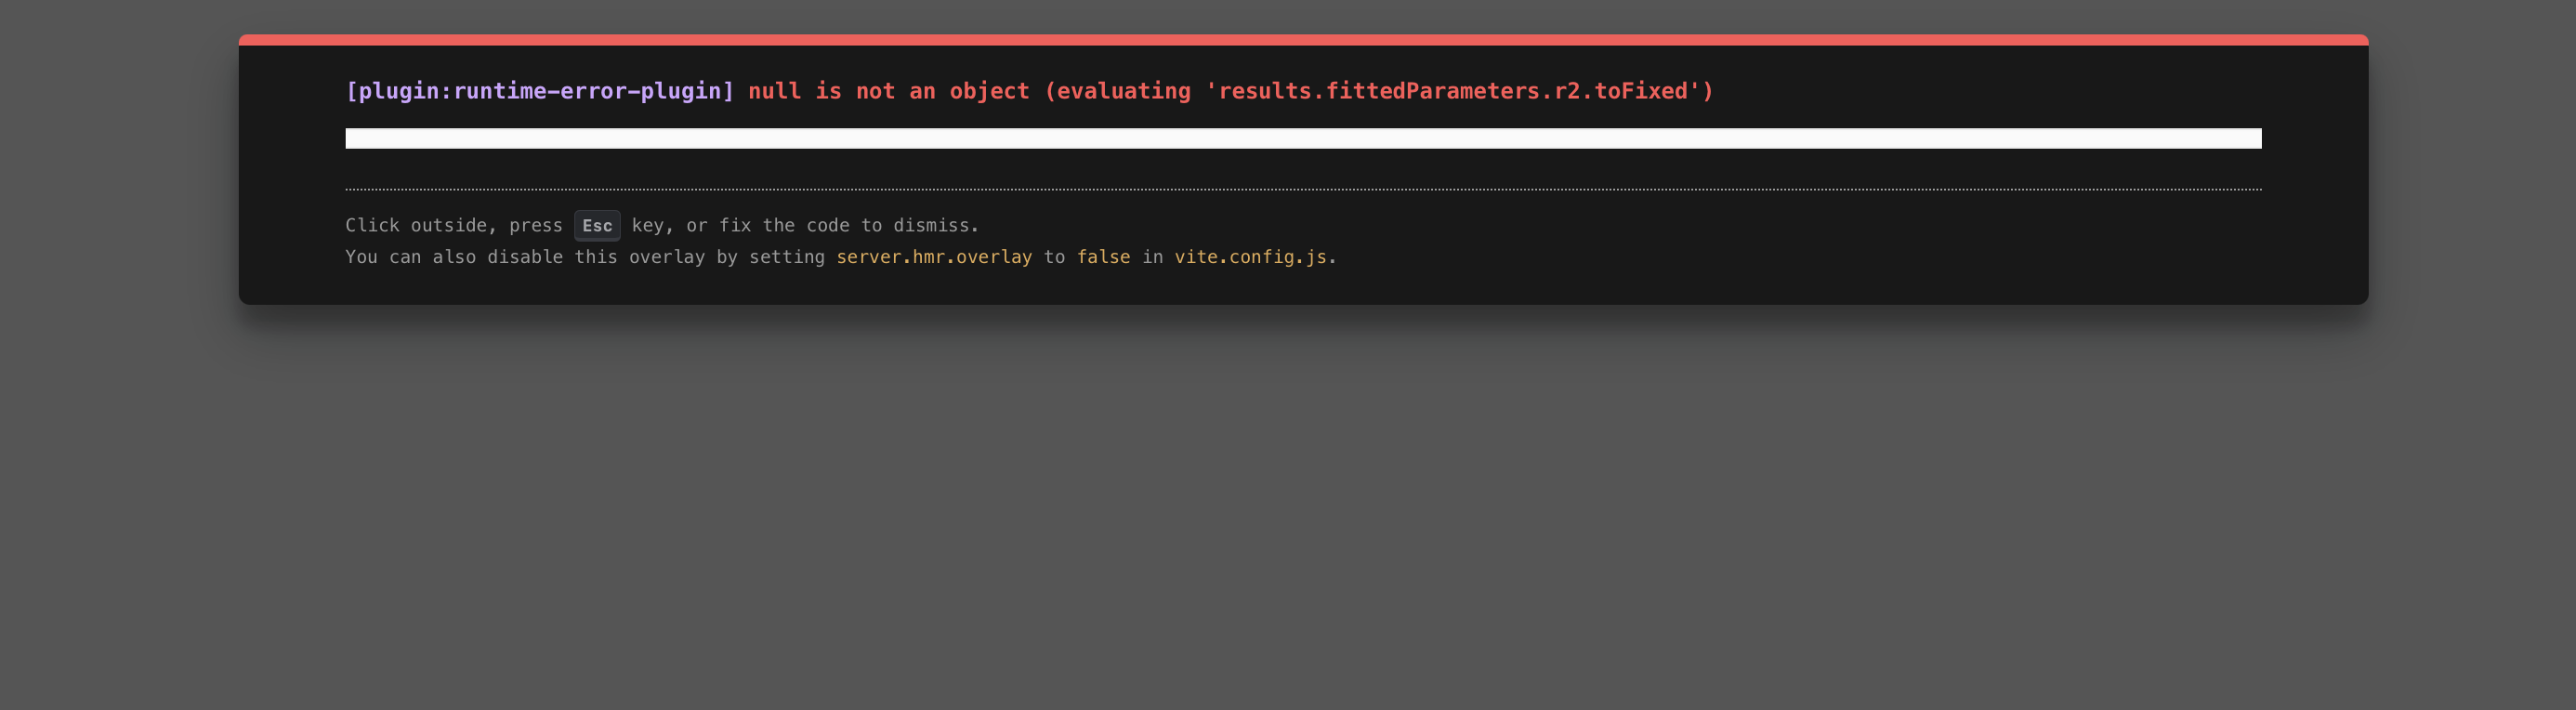 [plugin:runtime-error-plugin] null is not an object (evaluating 'results.fittedParameters.r2.toFixed')
Click outside, press Esc key, or fix the code to dismiss.
You can also disable this overlay by setting server.hmr.overlay to false in vite.config.js.